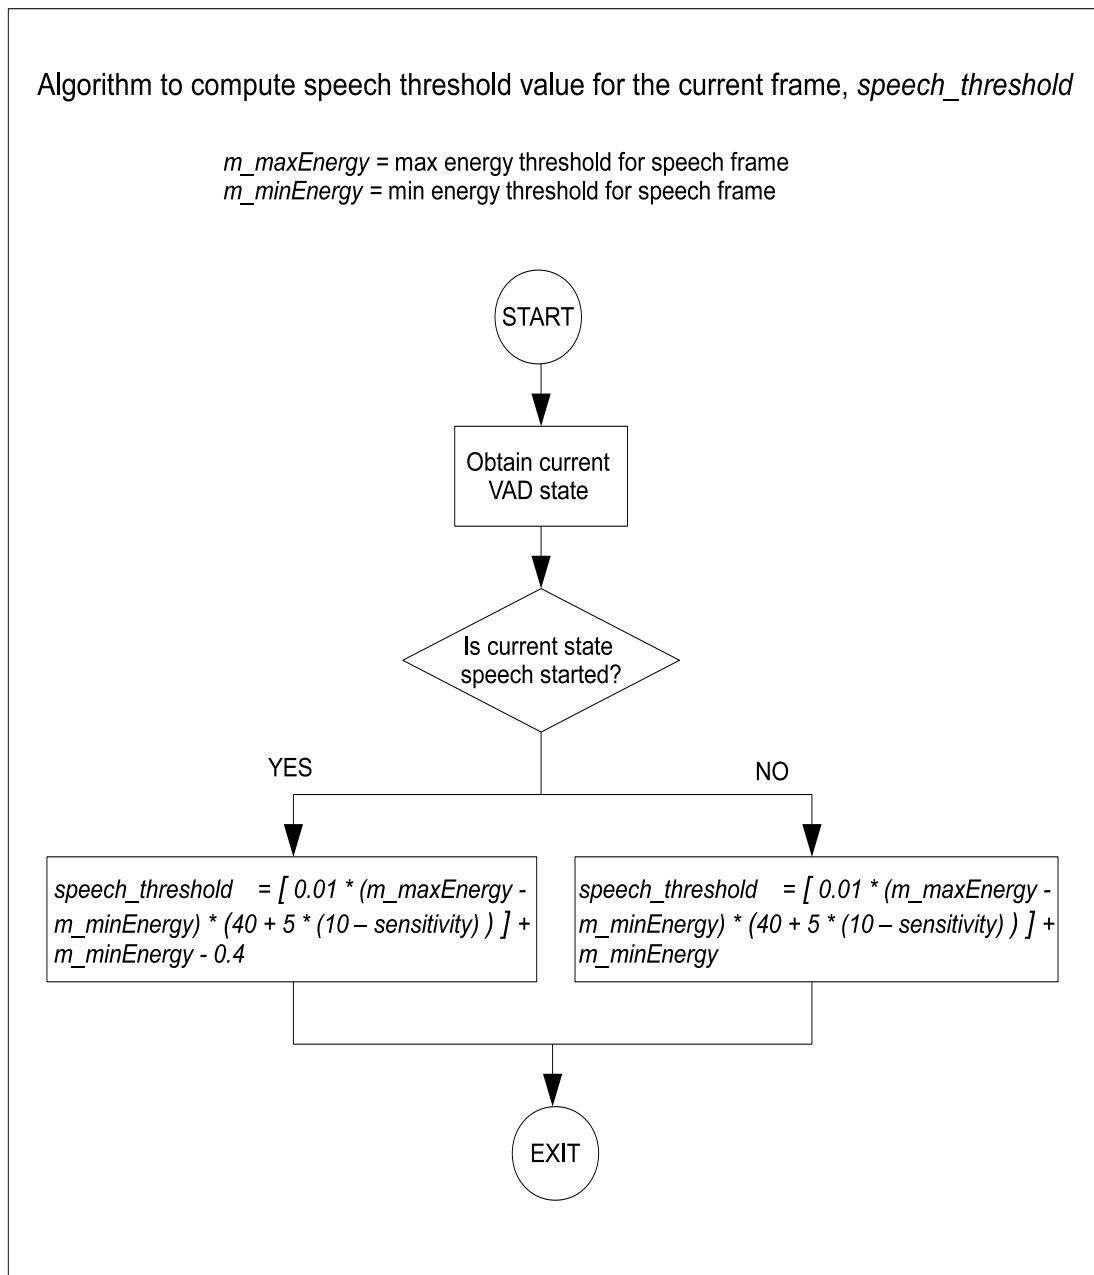 Algorithm to compute speech threshold value for the current frame, speech_threshold
m_maxEnergy = max energy threshold for speech frame
m_minEnergy = min energy threshold for speech frame
START
Obtain current
VAD state
Is current state
speech started?
YES
NO
speech_threshold = [ 0.01 * (m_maxEnergy -
m_minEnergy) * (40 + 5 * (10 – sensitivity) ) ] +
m_minEnergy - 0.4
speech_threshold = [ 0.01 * (m_maxEnergy -
m_minEnergy) * (40 + 5 * (10 – sensitivity) ) ] +
m_minEnergy
EXIT